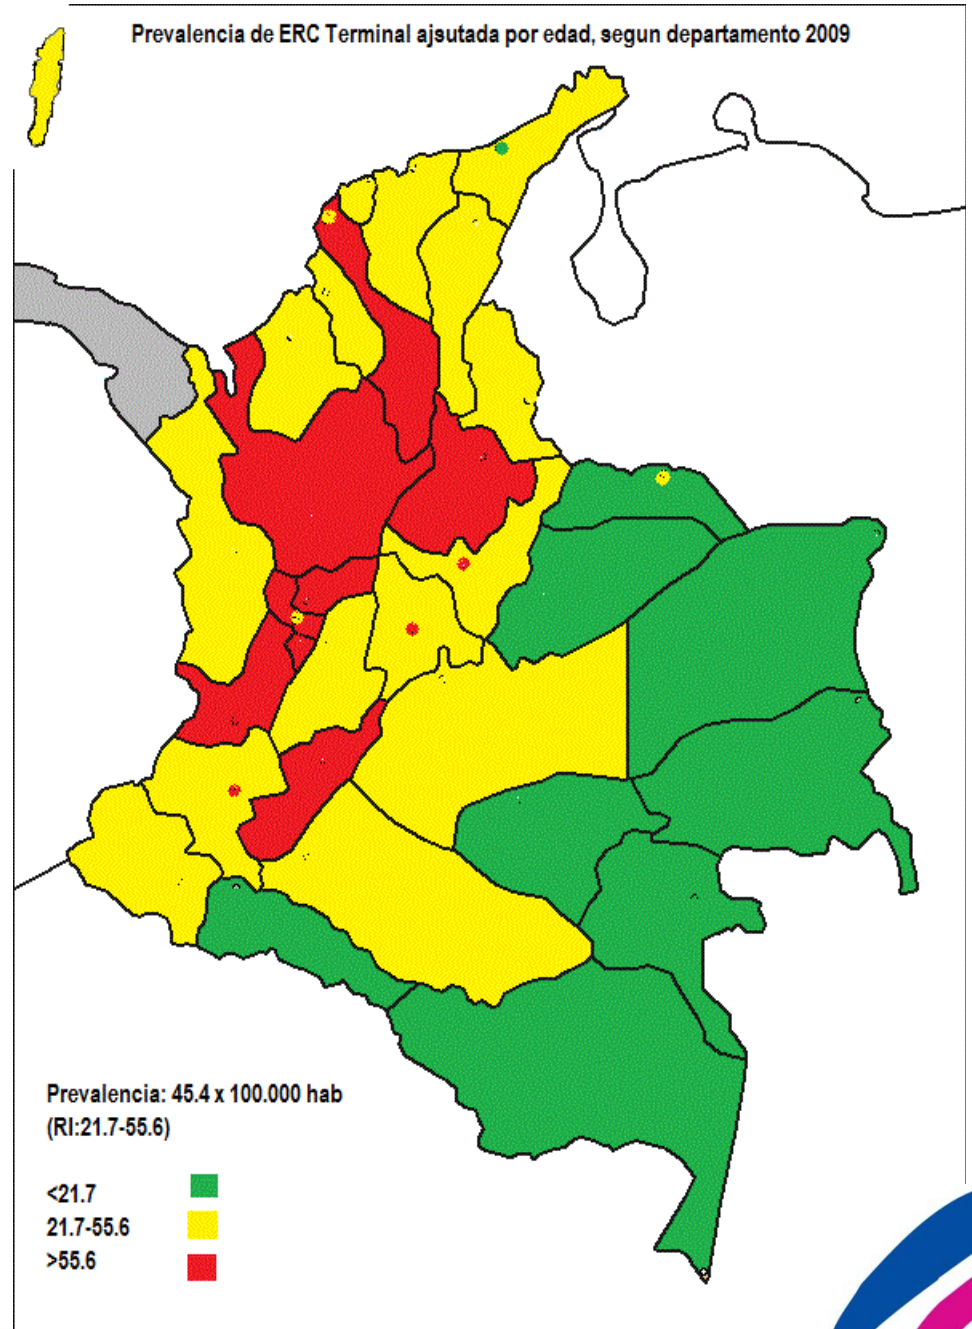 Prevalencia de ERC Terminal ajsutada por edad, segun departamento 2009
Prevalencia: 45.4 x 100.000 hab
(RI:21.7-55.6)
<21.7
21.7-55.6
>55.6